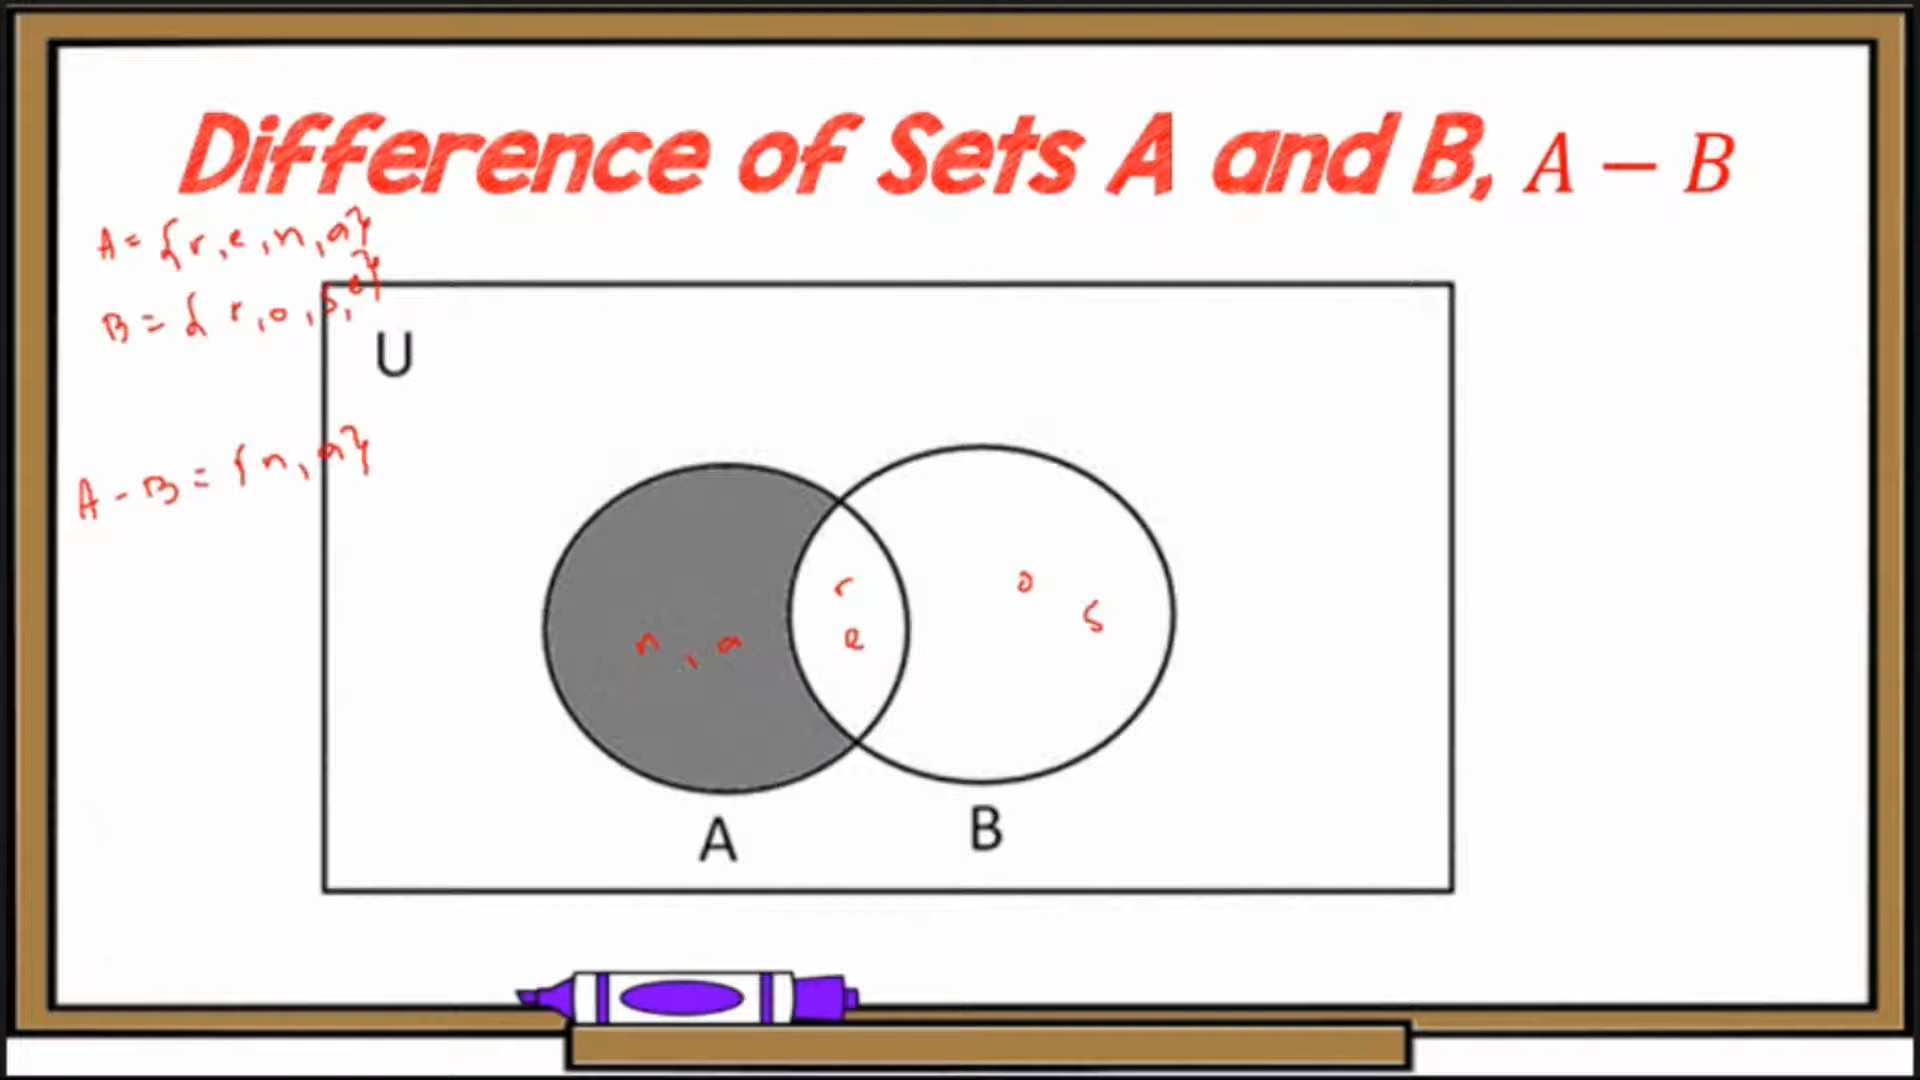 Difference of Sets A and B, A − B
A = {r, e, n, a}
B = {r, o, s, e}
U
A - B = {n, a}
r
o
s
n, a
e
A
B